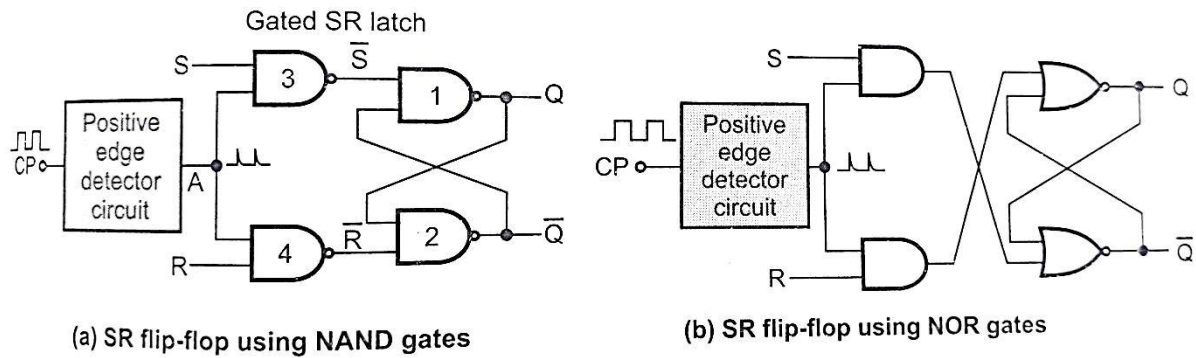 Gated SR latch
S
3
S̅
1
Q
Positive
edge
detector
circuit
CP
A
R
4
R̅
2
Q̅
(a) SR flip-flop using NAND gates
S
Q
Positive
edge
detector
circuit
CP
R
Q̅
(b) SR flip-flop using NOR gates